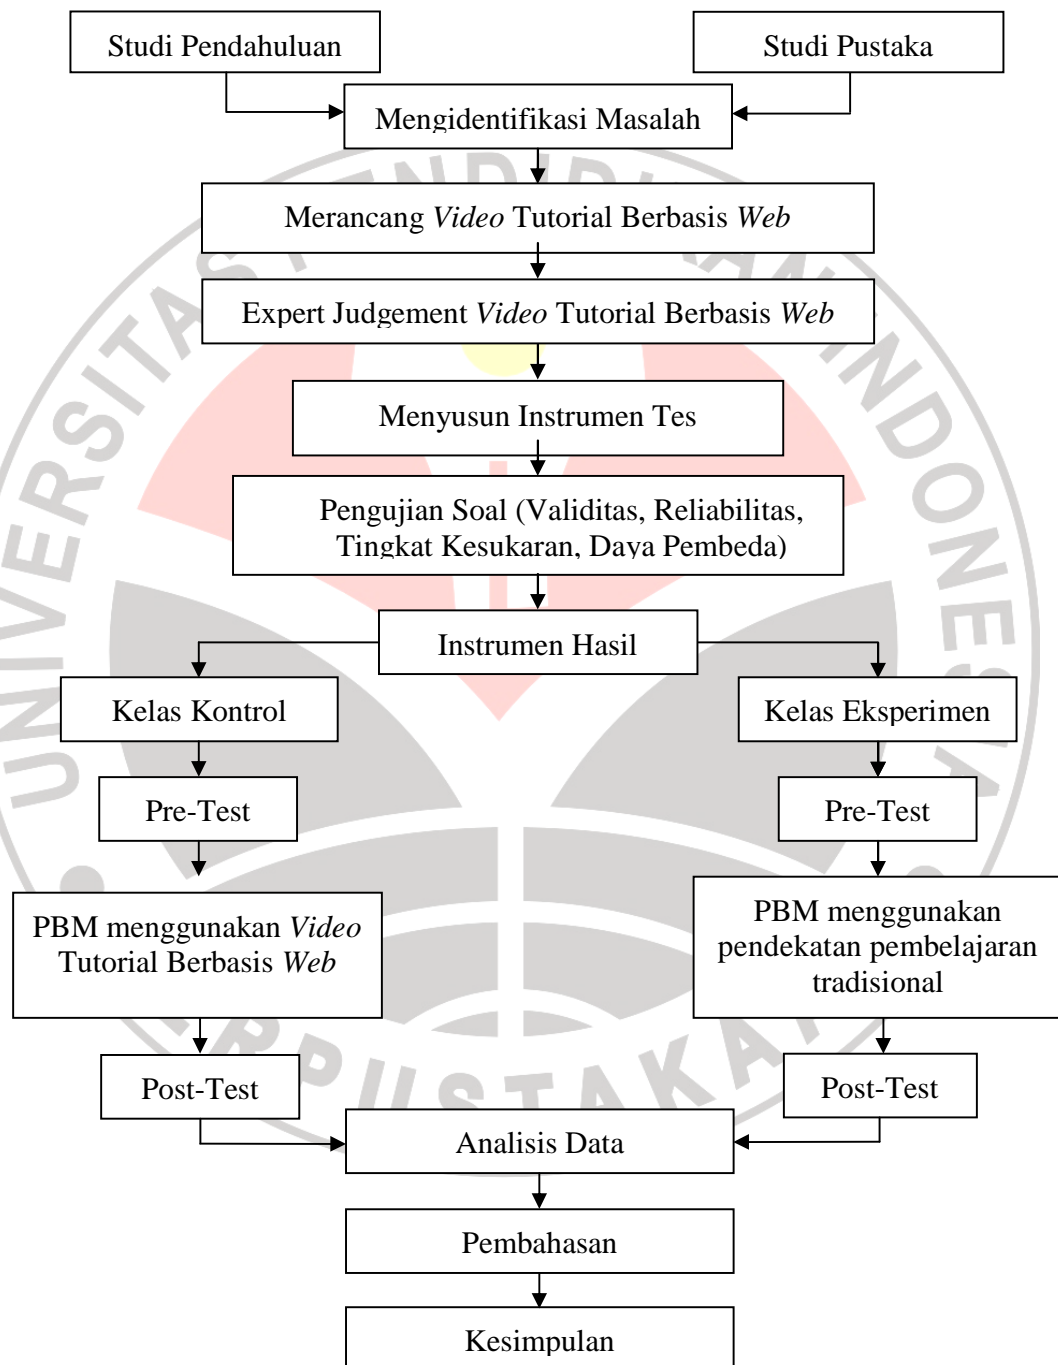 Studi Pendahuluan
Studi Pustaka
Mengidentifikasi Masalah
Merancang Video Tutorial Berbasis Web
Expert Judgement Video Tutorial Berbasis Web
Menyusun Instrumen Tes
Pengujian Soal (Validitas, Reliabilitas,
Tingkat Kesukaran, Daya Pembeda)
Instrumen Hasil
Kelas Kontrol
Kelas Eksperimen
Pre-Test
Pre-Test
PBM menggunakan Video
Tutorial Berbasis Web
PBM menggunakan
pendekatan pembelajaran
tradisional
Post-Test
Post-Test
Analisis Data
Pembahasan
Kesimpulan
UNIVERSITAS PENDIDIKAN INDONESIA